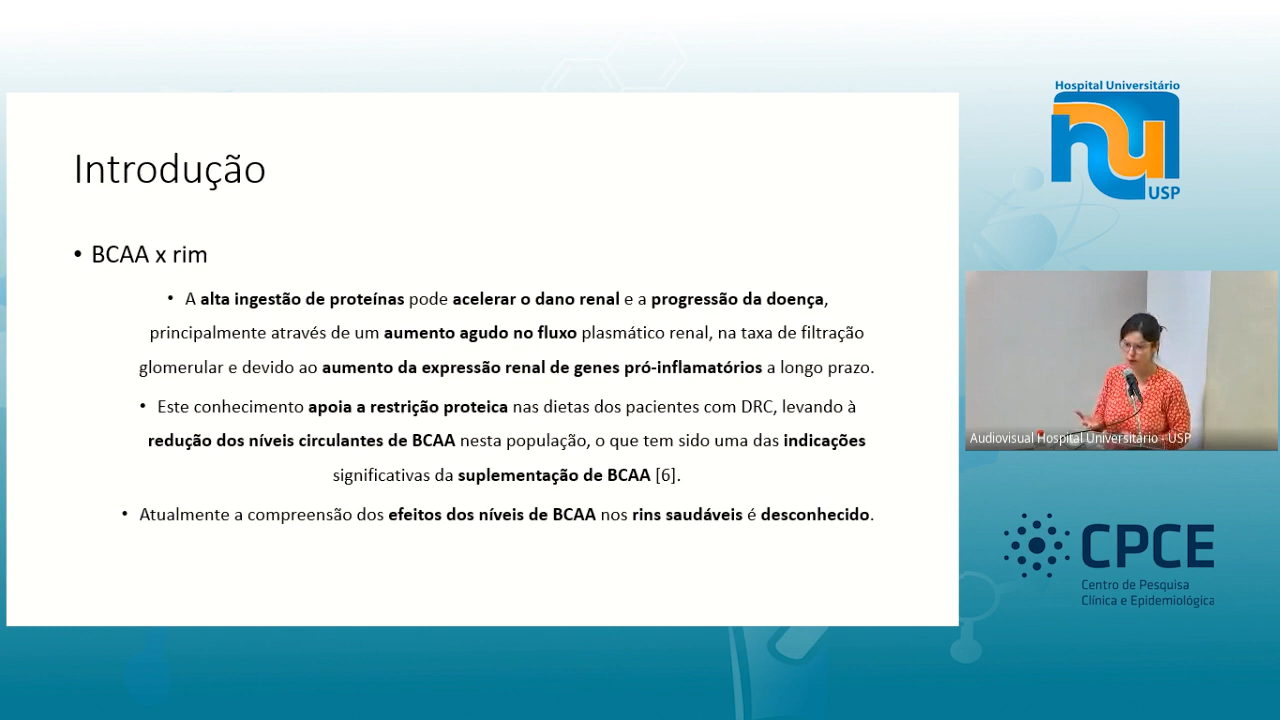 Introdução
• BCAA x rim
• A alta ingestão de proteínas pode acelerar o dano renal e a progressão da doença,
principalmente através de um aumento agudo no fluxo plasmático renal, na taxa de filtração
glomerular e devido ao aumento da expressão renal de genes pró-inflamatórios a longo prazo.
• Este conhecimento apoia a restrição proteica nas dietas dos pacientes com DRC, levando à
redução dos níveis circulantes de BCAA nesta população, o que tem sido uma das indicações
significativas da suplementação de BCAA [6].
• Atualmente a compreensão dos efeitos dos níveis de BCAA nos rins saudáveis é desconhecido.
Hospital Universitário
hu
USP
Audiovisual Hospital Universitário - USP
CPCE
Centro de Pesquisa
Clínica e Epidemiológica